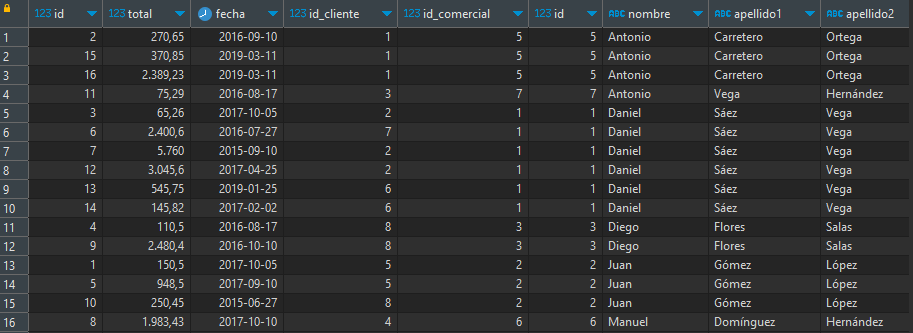 123 id 123 total fecha 123 id_cliente 123 id_comercial 123 id ABC nombre ABC apellido1 ABC apellido2
1 2 270,65 2016-09-10 1 5 5 Antonio Carretero Ortega
2 15 370,85 2019-03-11 1 5 5 Antonio Carretero Ortega
3 16 2.389,23 2019-03-11 1 5 5 Antonio Carretero Ortega
4 11 75,29 2016-08-17 3 7 7 Antonio Vega Hernández
5 3 65,26 2017-10-05 2 1 1 Daniel Sáez Vega
6 6 2.400,6 2016-07-27 7 1 1 Daniel Sáez Vega
7 7 5.760 2015-09-10 2 1 1 Daniel Sáez Vega
8 12 3.045,6 2017-04-25 2 1 1 Daniel Sáez Vega
9 13 545,75 2019-01-25 6 1 1 Daniel Sáez Vega
10 14 145,82 2017-02-02 6 1 1 Daniel Sáez Vega
11 4 110,5 2016-08-17 8 3 3 Diego Flores Salas
12 9 2.480,4 2016-10-10 8 3 3 Diego Flores Salas
13 1 150,5 2017-10-05 5 2 2 Juan Gómez López
14 5 948,5 2017-09-10 5 2 2 Juan Gómez López
15 10 250,45 2015-06-27 8 2 2 Juan Gómez López
16 8 1.983,43 2017-10-10 4 6 6 Manuel Domínguez Hernández